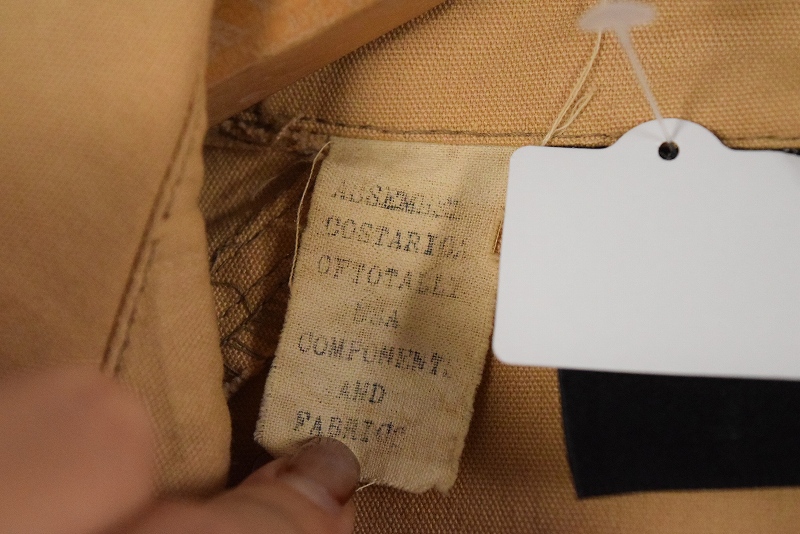 ASSEMBLED
COSTARICA
OFTOTALLY
USA
COMPONENTS
AND
FABRICS